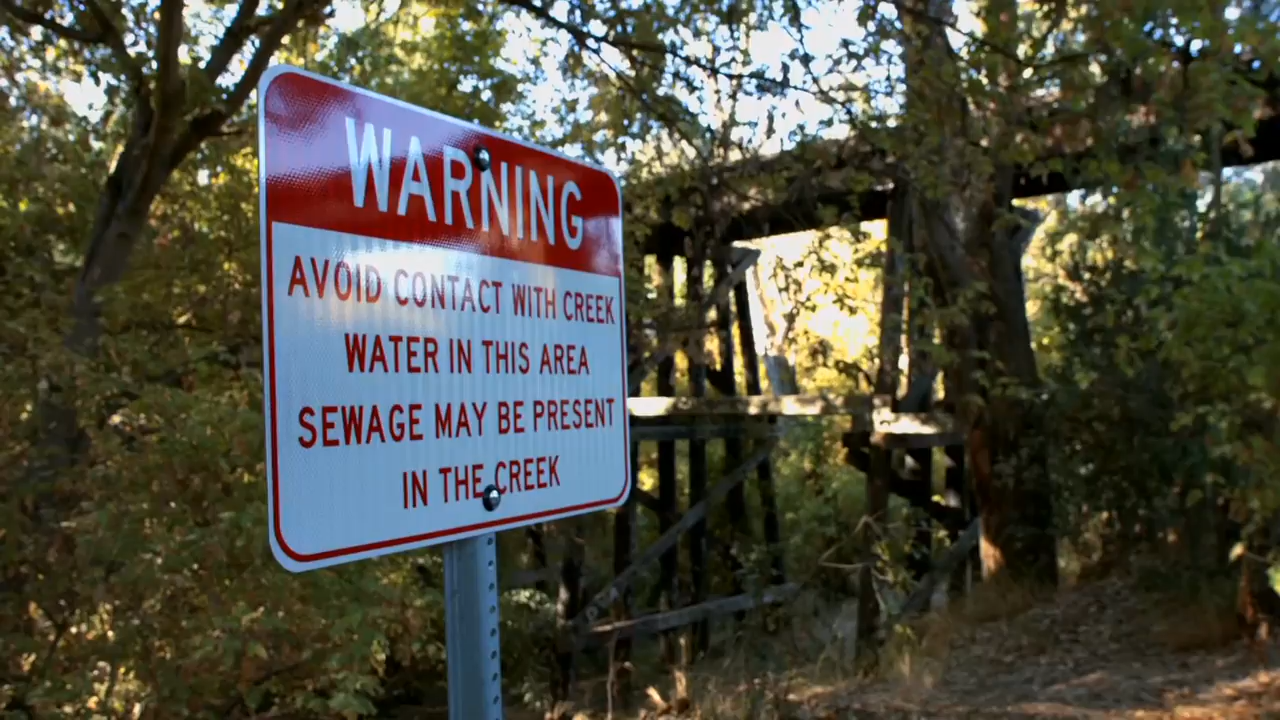 WARNING
AVOID CONTACT WITH CREEK
WATER IN THIS AREA
SEWAGE MAY BE PRESENT
IN THE CREEK